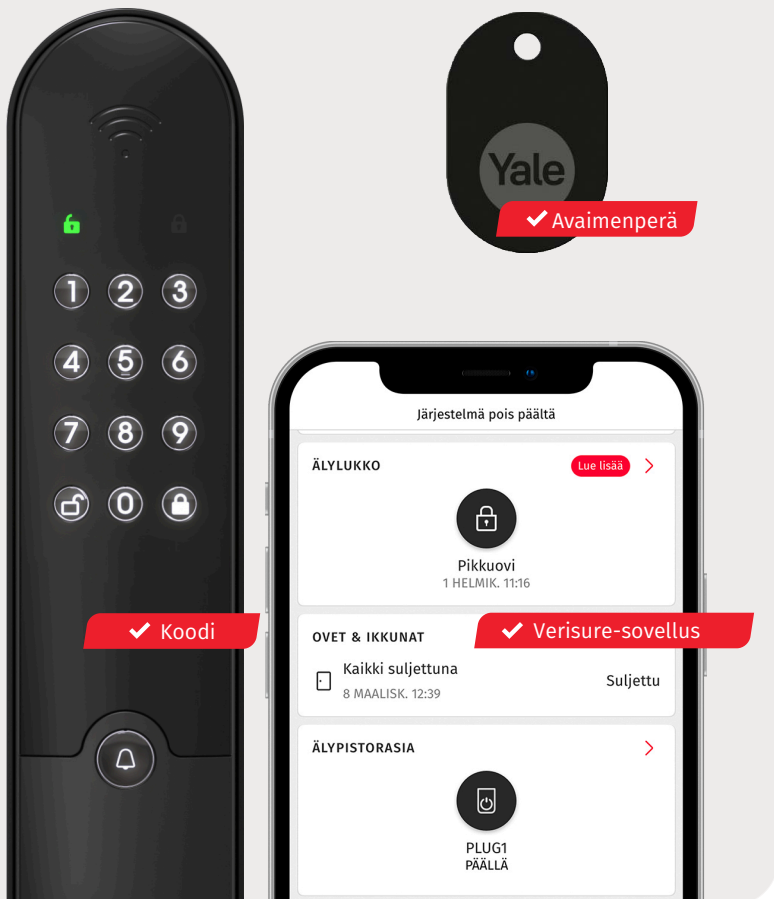 1 2 3
4 5 6
7 8 9
0
Koodi
Yale
Avaimenperä
Järjestelmä pois päältä
ÄLYLUKKO
Lue lisää
Pikkuovi
1 HELMIK. 11:16
Verisure-sovellus
OVET & IKKUNAT
Kaikki suljettuna
8 MAALISK. 12:39
Suljettu
ÄLYPISTORASIA
PLUG1
PÄÄLLÄ